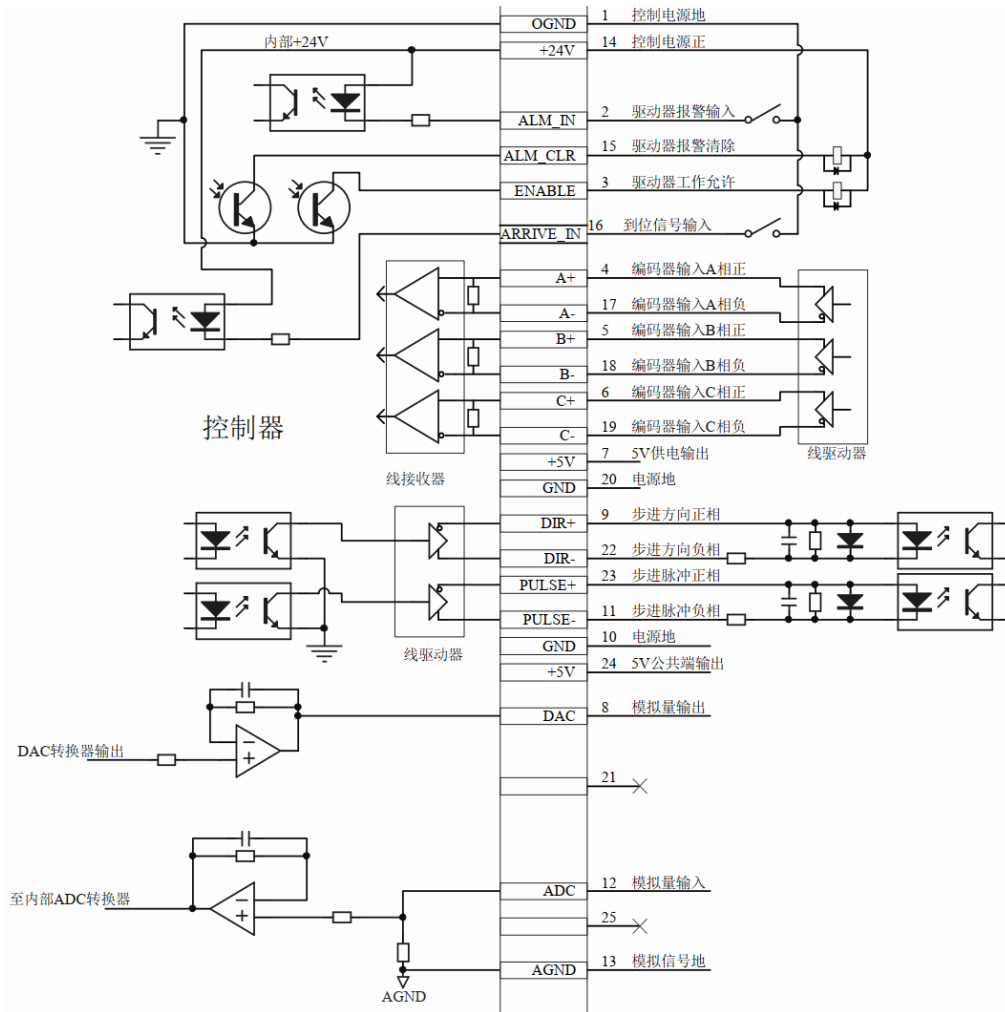 OGND 1 控制电源地
内部+24V +24V 14 控制电源正
ALM_IN 2 驱动器报警输入
ALM_CLR 15 驱动器报警清除
ENABLE 3 驱动器工作允许
ARRIVE_IN 16 到位信号输入
A+ 4 编码器输入A相正
A- 17 编码器输入A相负
B+ 5 编码器输入B相正
B- 18 编码器输入B相负
C+ 6 编码器输入C相正
控制器
C- 19 编码器输入C相负
线驱动器
+5V 7 5V供电输出
线接收器
GND 20 电源地
DIR+ 9 步进方向正相
DIR- 22 步进方向负相
PULSE+ 23 步进脉冲正相
PULSE- 11 步进脉冲负相
GND 10 电源地
线驱动器
+5V 24 5V公共端输出
DAC 8 模拟量输出
− +
DAC转换器输出
21
ADC 12 模拟量输入
− +
至内部ADC转换器
25
AGND 13 模拟信号地
AGND